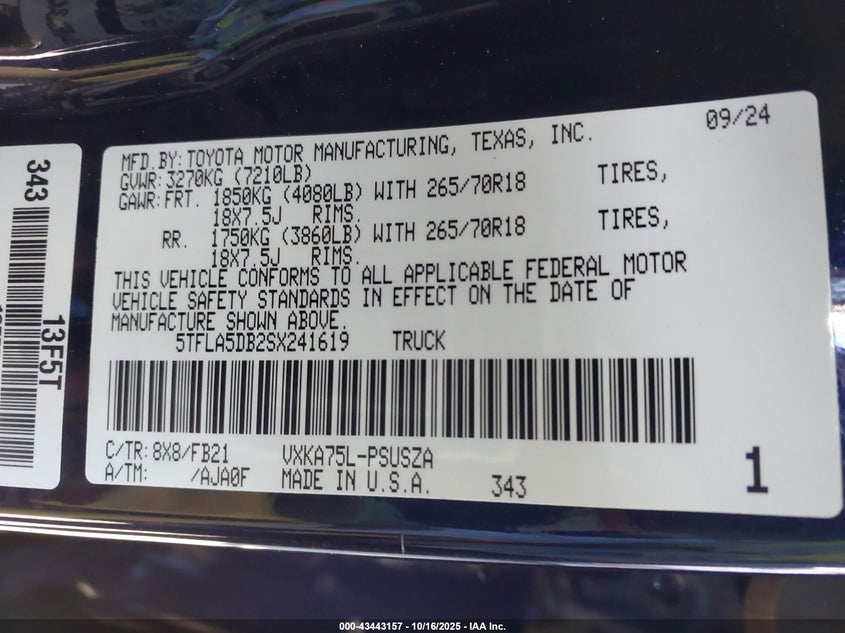 09/24
MFD.BY:TOYOTA MOTOR MANUFACTURING, TEXAS, INC.
GVWR:3270KG (7210LB)
GAWR:FRT. 1850KG (4080LB) WITH 265/70R18 TIRES,
18X7.5J RIMS.
RR. 1750KG (3860LB) WITH 265/70R18 TIRES,
18X7.5J RIMS.
THIS VEHICLE CONFORMS TO ALL APPLICABLE FEDERAL MOTOR
VEHICLE SAFETY STANDARDS IN EFFECT ON THE DATE OF
MANUFACTURE SHOWN ABOVE.
5TFLA5DB2SX241619 TRUCK
C/TR:8X8/FB21 VXKA75L-PSUSZA
A/TM: /AJA0F MADE IN U.S.A. 343
1
343
13F5T
000-43443157 - 10/16/2025 - IAA Inc.